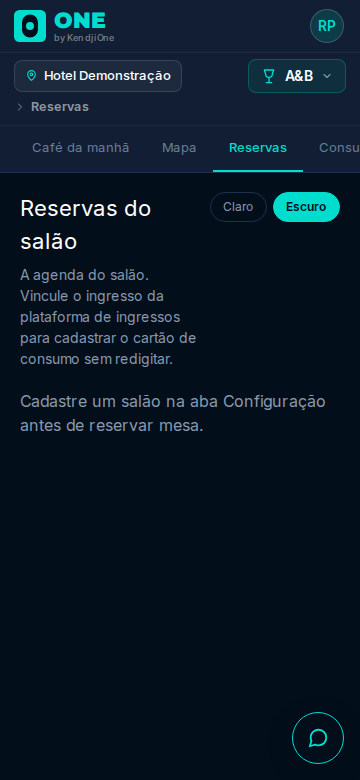 ONE
by KendjiOne
RP
Hotel Demonstração
A&B
Reservas
Café da manhã
Mapa
Reservas
Consu
Reservas do
salão
Claro
Escuro
A agenda do salão.
Vincule o ingresso da
plataforma de ingressos
para cadastrar o cartão de
consumo sem redigitar.
Cadastre um salão na aba Configuração
antes de reservar mesa.